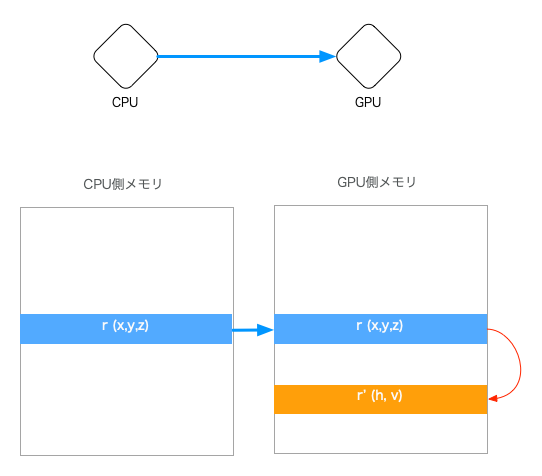 CPU
GPU
CPU側メモリ
GPU側メモリ
r (x,y,z)
r (x,y,z)
r' (h, v)